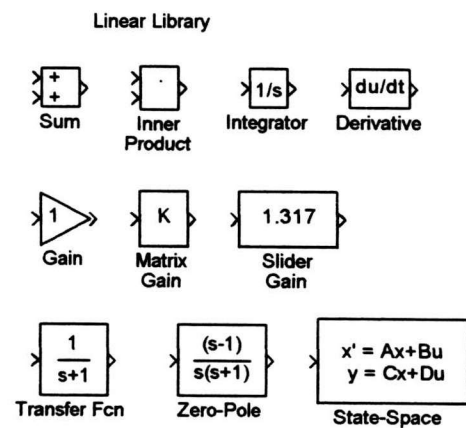 Linear Library
+
+
Sum
·
Inner
Product
1/s
Integrator
du/dt
Derivative
1
Gain
K
Matrix
Gain
1.317
Slider
Gain
1
s+1
Transfer Fcn
(s-1)
s(s+1)
Zero-Pole
x' = Ax+Bu
y = Cx+Du
State-Space